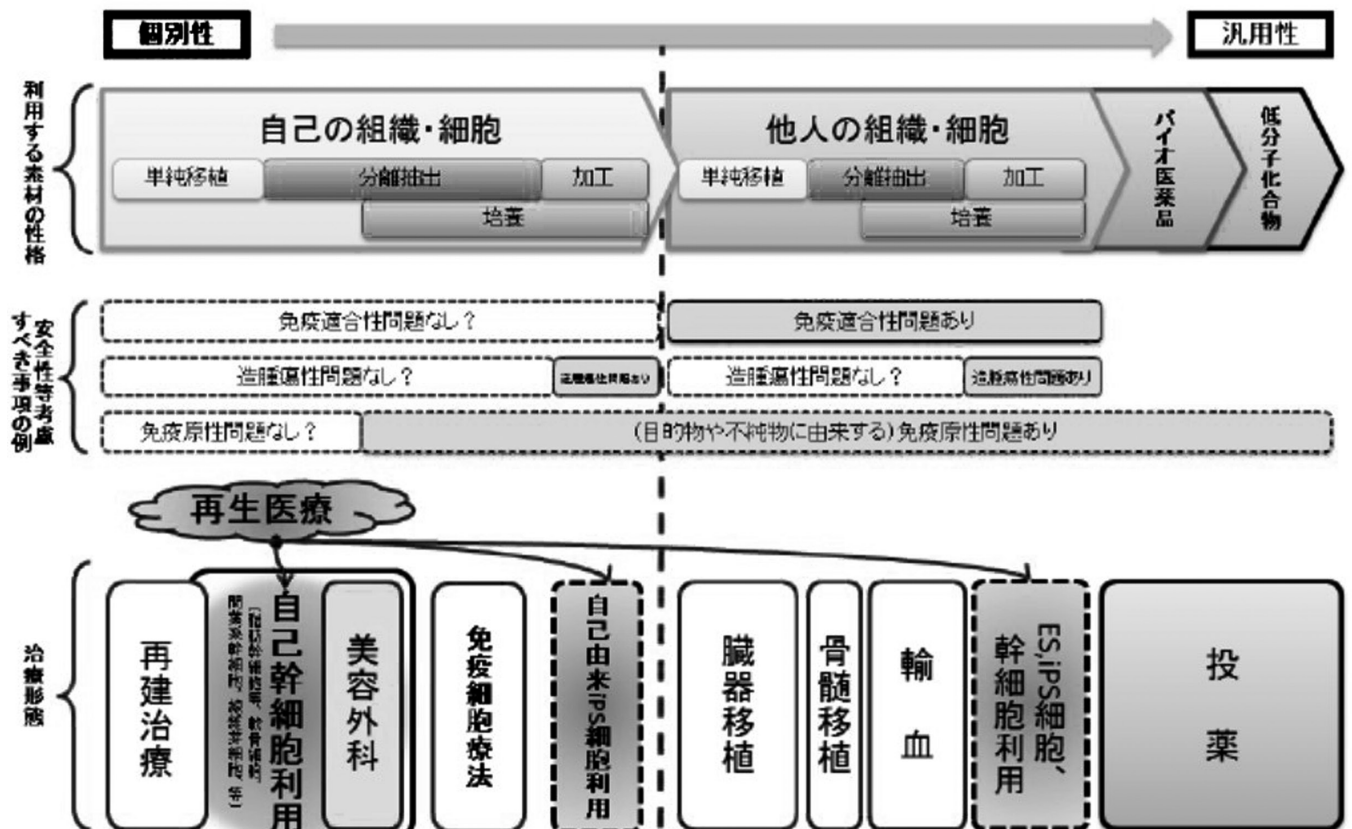 個別性
汎用性
利用する素材の性格
自己の組織・細胞
単純移植
分離抽出
加工
培養
他人の組織・細胞
単純移植
分離抽出
加工
培養
バイオ医薬品
低分子化合物
安全性等考慮
すべき事項の例
免疫適合性問題なし？
免疫適合性問題あり
造腫瘍性問題なし？
造腫瘍性問題あり
造腫瘍性問題なし？
造腫瘍性問題あり
免疫原性問題なし？
(目的物や不純物に由来する)免疫原性問題あり
再生医療
治療形態
再建治療
自己幹細胞利用
美容外科
免疫細胞療法
自己由来iPS細胞利用
臓器移植
骨髄移植
輸血
ES,iPS細胞、
幹細胞利用
投薬